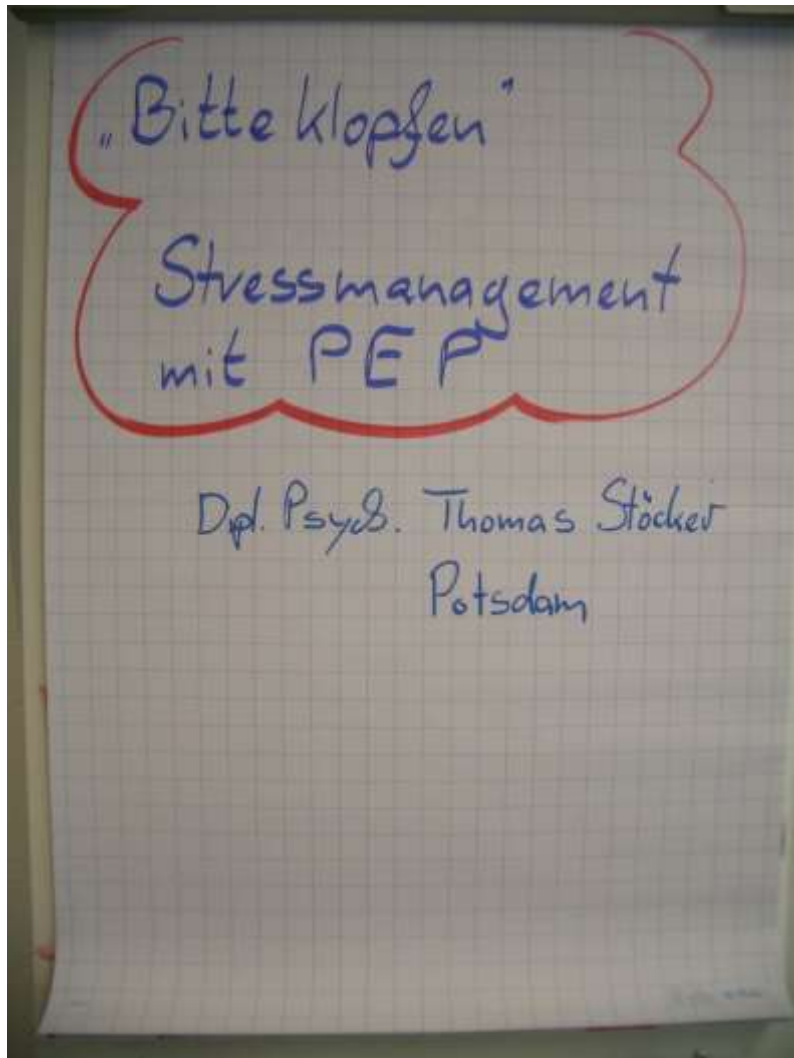 „Bitte klopfen"
Stressmanagement
mit PEP
Dipl. Psych. Thomas Stöcker
Potsdam